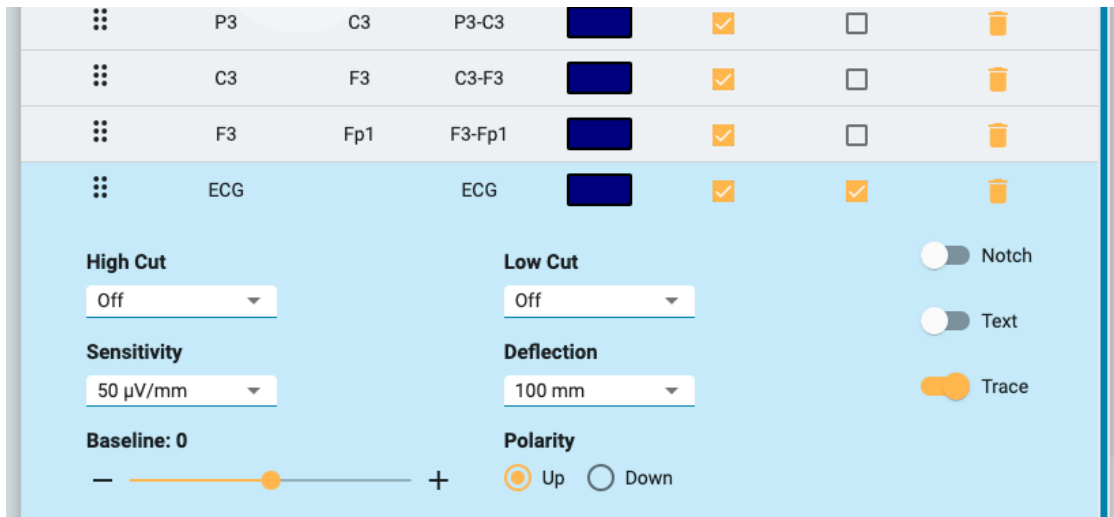 P3 C3 P3-C3
C3 F3 C3-F3
F3 Fp1 F3-Fp1
ECG ECG
High Cut Low Cut Notch
Off Off
Text
Sensitivity Deflection
50 µV/mm 100 mm Trace
Baseline: 0 Polarity
− + Up Down